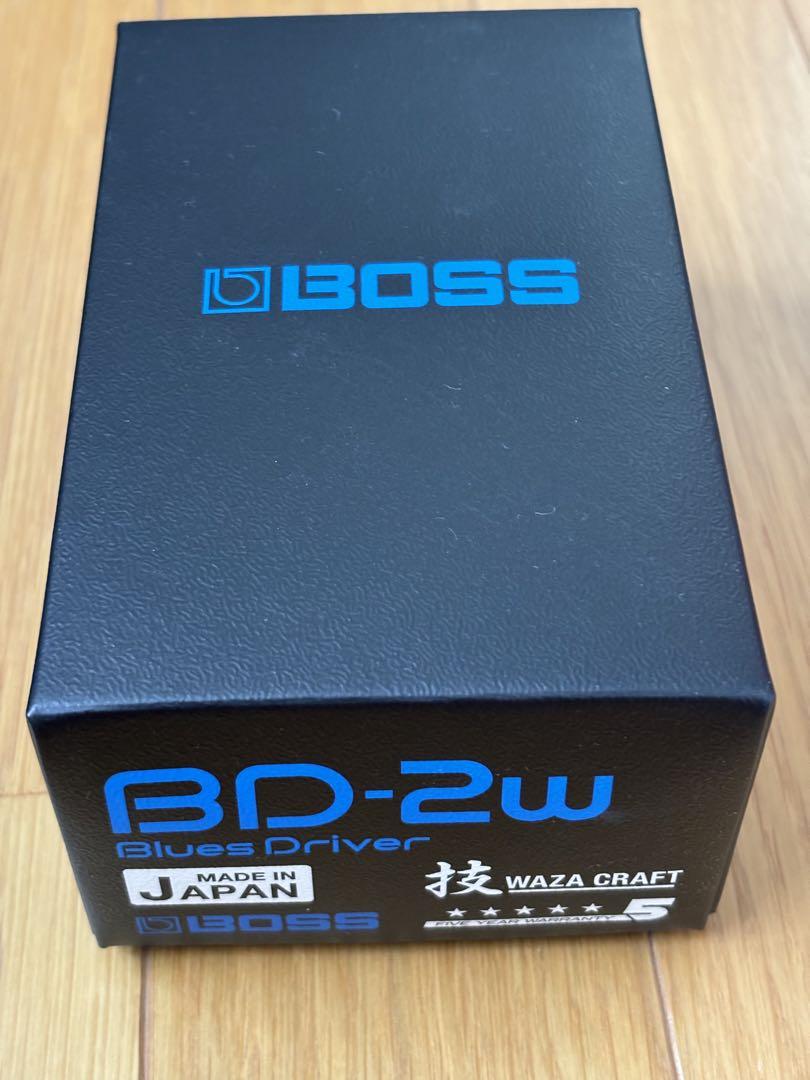 BOSS
BD-2w
Blues Driver
MADE IN
JAPAN
技 WAZA CRAFT
BOSS
FIVE YEAR WARRANTY 5